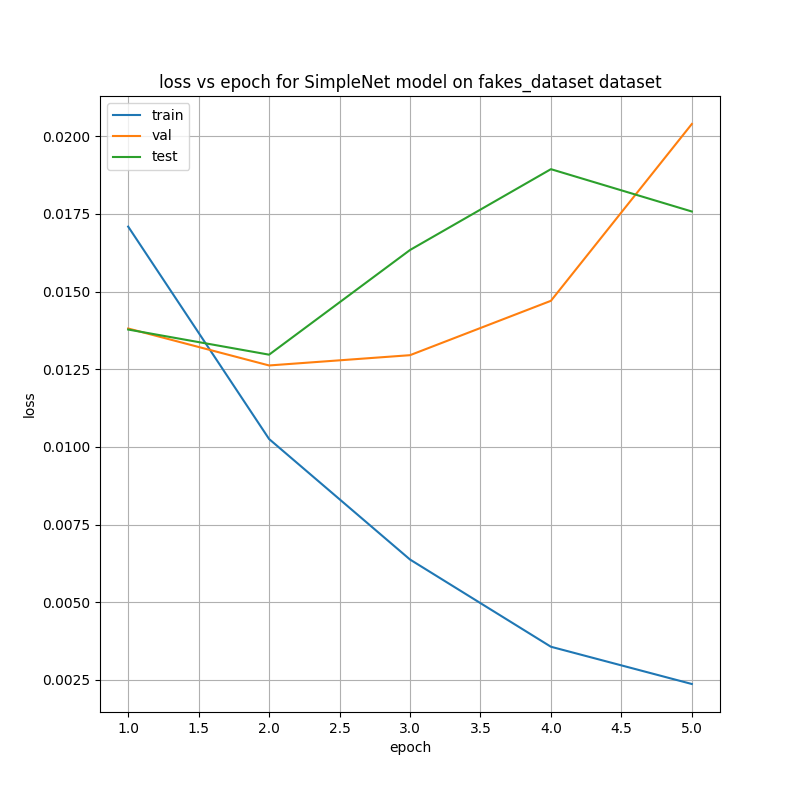 loss vs epoch for SimpleNet model on fakes_dataset dataset
train
val
test
0.0200
0.0175
0.0150
0.0125
0.0100
0.0075
0.0050
0.0025
loss
1.0 1.5 2.0 2.5 3.0 3.5 4.0 4.5 5.0
epoch